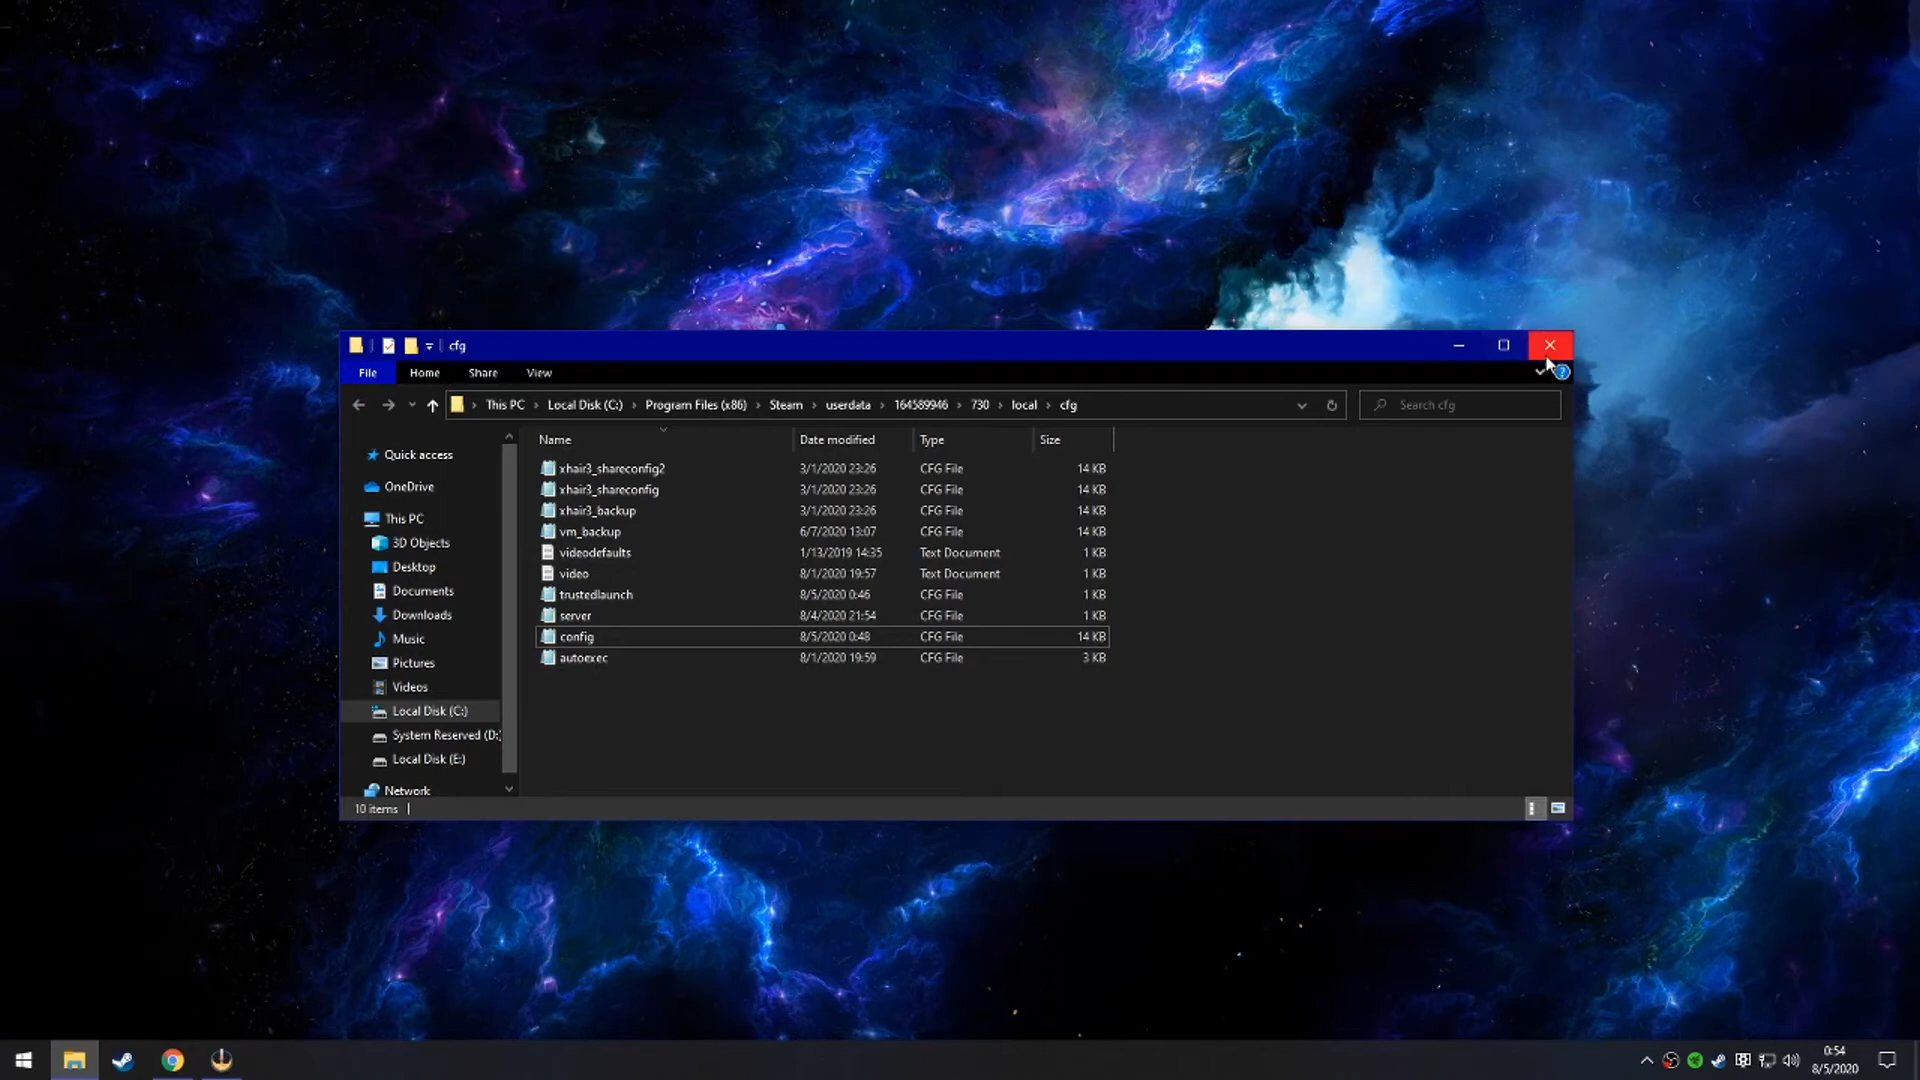 cfg
File Home Share View
This PC Local Disk (C:) Program Files (x86) Steam userdata 164589946 730 local cfg Search cfg
Name Date modified Type Size
Quick access
OneDrive
This PC
3D Objects
Desktop
Documents
Downloads
Music
Pictures
Videos
Local Disk (C:)
System Reserved (D:
Local Disk (E:)
Network
xhair3_shareconfig2 3/1/2020 23:26 CFG File 14 KB
xhair3_shareconfig 3/1/2020 23:26 CFG File 14 KB
xhair3_backup 3/1/2020 23:26 CFG File 14 KB
vm_backup 6/7/2020 13:07 CFG File 14 KB
videodefaults 1/13/2019 14:35 Text Document 1 KB
video 8/1/2020 19:57 Text Document 1 KB
trustedlaunch 8/5/2020 0:46 CFG File 1 KB
server 8/4/2020 21:54 CFG File 1 KB
config 8/5/2020 0:48 CFG File 14 KB
autoexec 8/1/2020 19:59 CFG File 3 KB
10 items
0:54
8/5/2020